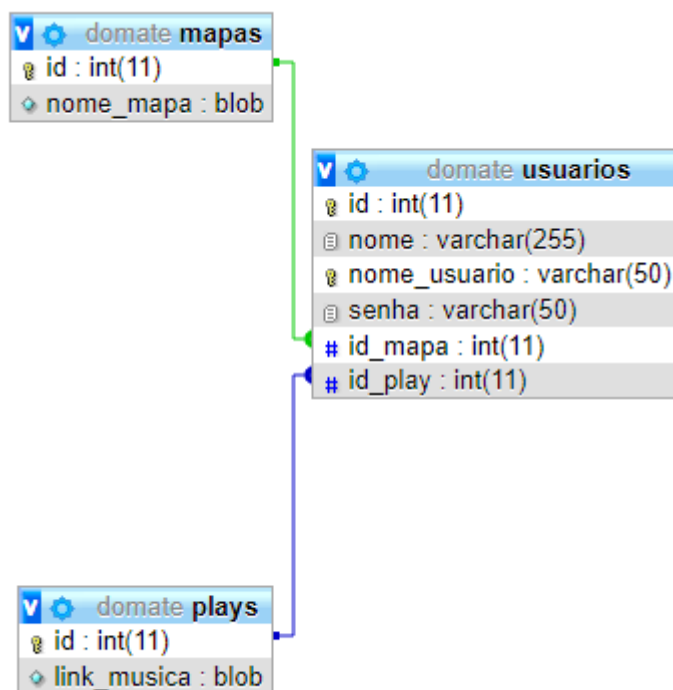 v domate mapas
id : int(11)
nome_mapa : blob
v domate usuarios
id : int(11)
nome : varchar(255)
nome_usuario : varchar(50)
senha : varchar(50)
# id_mapa : int(11)
# id_play : int(11)
v domate plays
id : int(11)
link_musica : blob